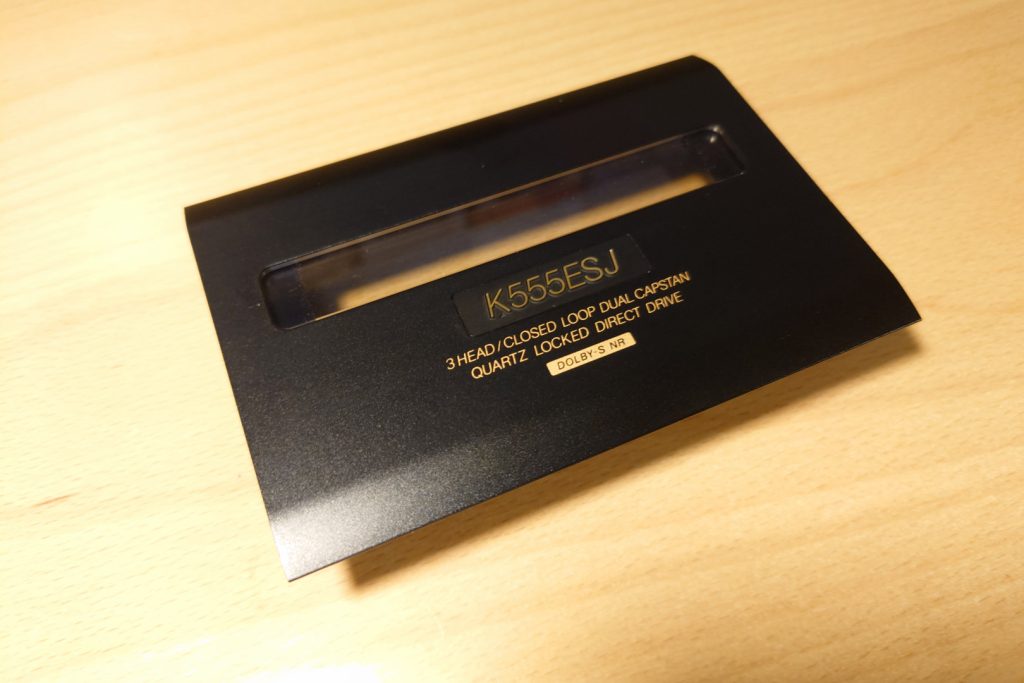 K555ESJ
3 HEAD / CLOSED LOOP DUAL CAPSTAN
QUARTZ LOCKED DIRECT DRIVE
DOLBY-S NR